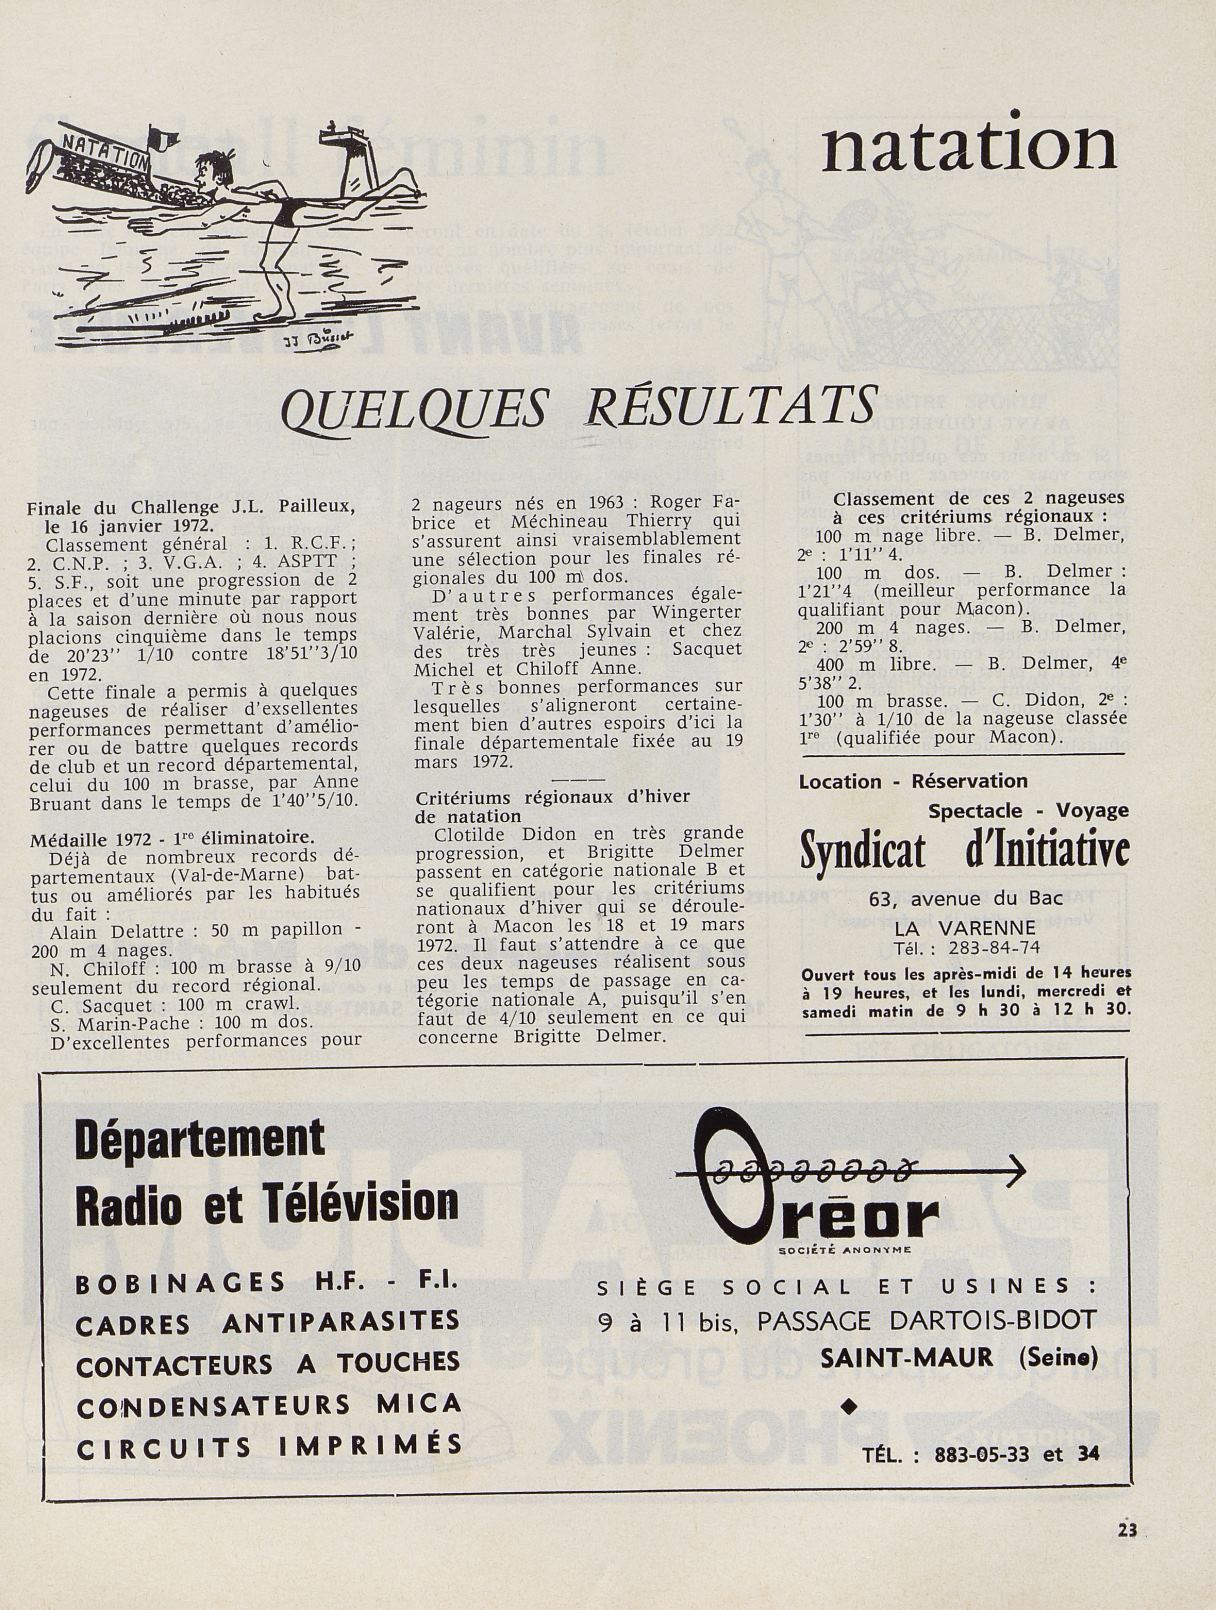 NATATION
JJ Busset
natation
QUELQUES RÉSULTATS
Finale du Challenge J.L. Pailleux,
le 16 janvier 1972.
Classement général : 1. R.C.F. ;
2. C.N.P. ; 3. V.G.A. ; 4. ASPTT ;
5. S.F., soit une progression de 2
places et d'une minute par rapport
à la saison dernière où nous nous
placions cinquième dans le temps
de 20'23'' 1/10 contre 18'51''3/10
en 1972.
Cette finale a permis à quelques
nageuses de réaliser d'exsellentes
performances permettant d'amélio-
rer ou de battre quelques records
de club et un record départemental,
celui du 100 m brasse, par Anne
Bruant dans le temps de 1'40''5/10.
Médaille 1972 - 1re éliminatoire.
Déjà de nombreux records dé-
partementaux (Val-de-Marne) bat-
tus ou améliorés par les habitués
du fait :
Alain Delattre : 50 m papillon -
200 m 4 nages.
N. Chiloff : 100 m brasse à 9/10
seulement du record régional.
C. Sacquet : 100 m crawl.
S. Marin-Pache : 100 m dos.
D'excellentes performances pour
2 nageurs nés en 1963 : Roger Fa-
brice et Méchineau Thierry qui
s'assurent ainsi vraisemblablement
une sélection pour les finales ré-
gionales du 100 m dos.
D'autres performances égale-
ment très bonnes par Wingerter
Valérie, Marchal Sylvain et chez
des très très jeunes : Sacquet
Michel et Chiloff Anne.
Très bonnes performances sur
lesquelles s'aligneront certaine-
ment bien d'autres espoirs d'ici la
finale départementale fixée au 19
mars 1972.
Critériums régionaux d'hiver
de natation
Clotilde Didon en très grande
progression, et Brigitte Delmer
passent en catégorie nationale B et
se qualifient pour les critériums
nationaux d'hiver qui se déroule-
ront à Macon les 18 et 19 mars
1972. Il faut s'attendre à ce que
ces deux nageuses réalisent sous
peu les temps de passage en ca-
tégorie nationale A, puisqu'il s'en
faut de 4/10 seulement en ce qui
concerne Brigitte Delmer.
Classement de ces 2 nageuses
à ces critériums régionaux :
100 m nage libre. — B. Delmer,
2e : 1'11'' 4.
100 m dos. — B. Delmer :
1'21''4 (meilleur performance la
qualifiant pour Macon).
200 m 4 nages. — B. Delmer,
2e : 2'59'' 8.
400 m libre. — B. Delmer, 4e
5'38'' 2.
100 m brasse. — C. Didon, 2e :
1'30'' à 1/10 de la nageuse classée
1re (qualifiée pour Macon).
Location - Réservation
Spectacle - Voyage
Syndicat d'Initiative
63, avenue du Bac
LA VARENNE
Tél. : 283-84-74
Ouvert tous les après-midi de 14 heures
à 19 heures, et les lundi, mercredi et
samedi matin de 9 h 30 à 12 h 30.
Département
Radio et Télévision
BOBINAGES H.F. - F.I.
CADRES ANTIPARASITES
CONTACTEURS A TOUCHES
CONDENSATEURS MICA
CIRCUITS IMPRIMÉS
Oréor
SOCIÉTÉ ANONYME
SIÈGE SOCIAL ET USINES :
9 à 11 bis, PASSAGE DARTOIS-BIDOT
SAINT-MAUR (Seine)
TÉL. : 883-05-33 et 34
23